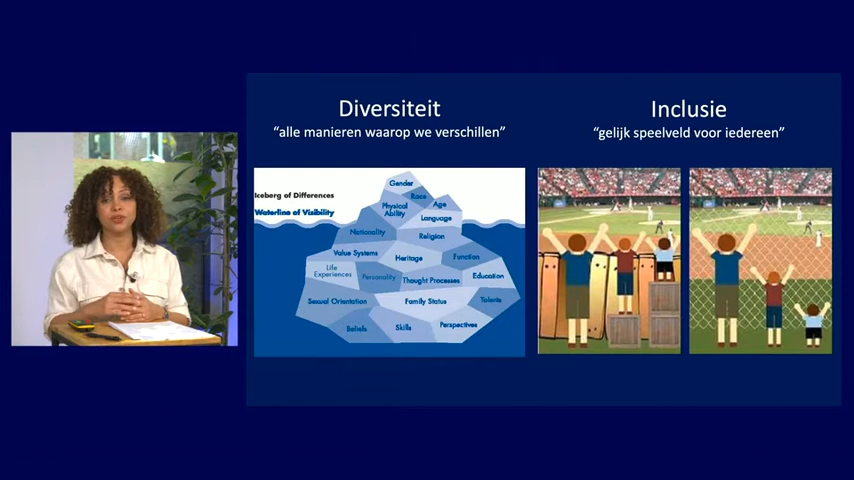 Diversiteit
“alle manieren waarop we verschillen”
Inclusie
“gelijk speelveld voor iedereen”
Iceberg of Differences
Waterline of Visibility
Gender
Race
Physical
Ability
Age
Language
Nationality
Religion
Value Systems
Heritage
Function
Life
Experiences
Personality
Thought Processes
Education
Sexual Orientation
Family Status
Talents
Beliefs
Skills
Perspectives